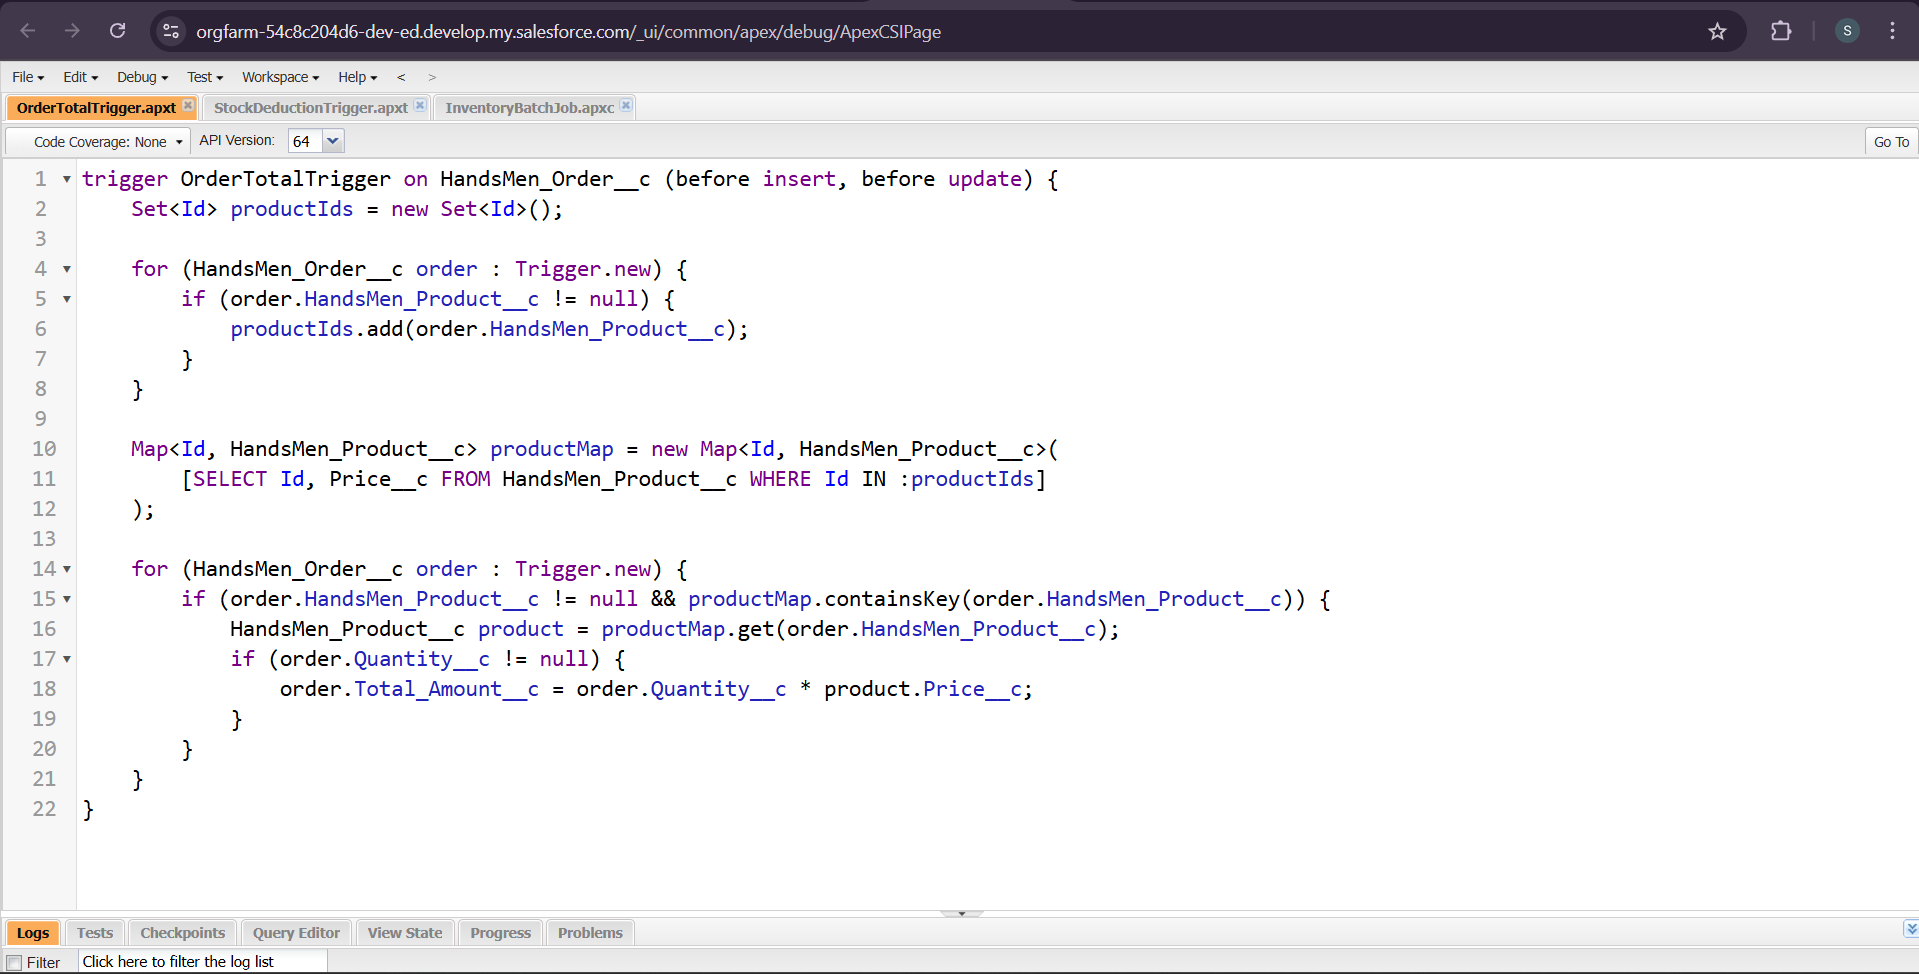 orgfarm-54c8c204d6-dev-ed.develop.my.salesforce.com/_ui/common/apex/debug/ApexCSIPage
S
File Edit Debug Test Workspace Help < >
OrderTotalTrigger.apxt StockDeductionTrigger.apxt InventoryBatchJob.apxc
Code Coverage: None API Version: 64 Go To
1 trigger OrderTotalTrigger on HandsMen_Order__c (before insert, before update) {
2 Set<Id> productIds = new Set<Id>();
3
4 for (HandsMen_Order__c order : Trigger.new) {
5 if (order.HandsMen_Product__c != null) {
6 productIds.add(order.HandsMen_Product__c);
7 }
8 }
9
10 Map<Id, HandsMen_Product__c> productMap = new Map<Id, HandsMen_Product__c>(
11 [SELECT Id, Price__c FROM HandsMen_Product__c WHERE Id IN :productIds]
12 );
13
14 for (HandsMen_Order__c order : Trigger.new) {
15 if (order.HandsMen_Product__c != null && productMap.containsKey(order.HandsMen_Product__c)) {
16 HandsMen_Product__c product = productMap.get(order.HandsMen_Product__c);
17 if (order.Quantity__c != null) {
18 order.Total_Amount__c = order.Quantity__c * product.Price__c;
19 }
20 }
21 }
22 }
Logs Tests Checkpoints Query Editor View State Progress Problems
Filter Click here to filter the log list